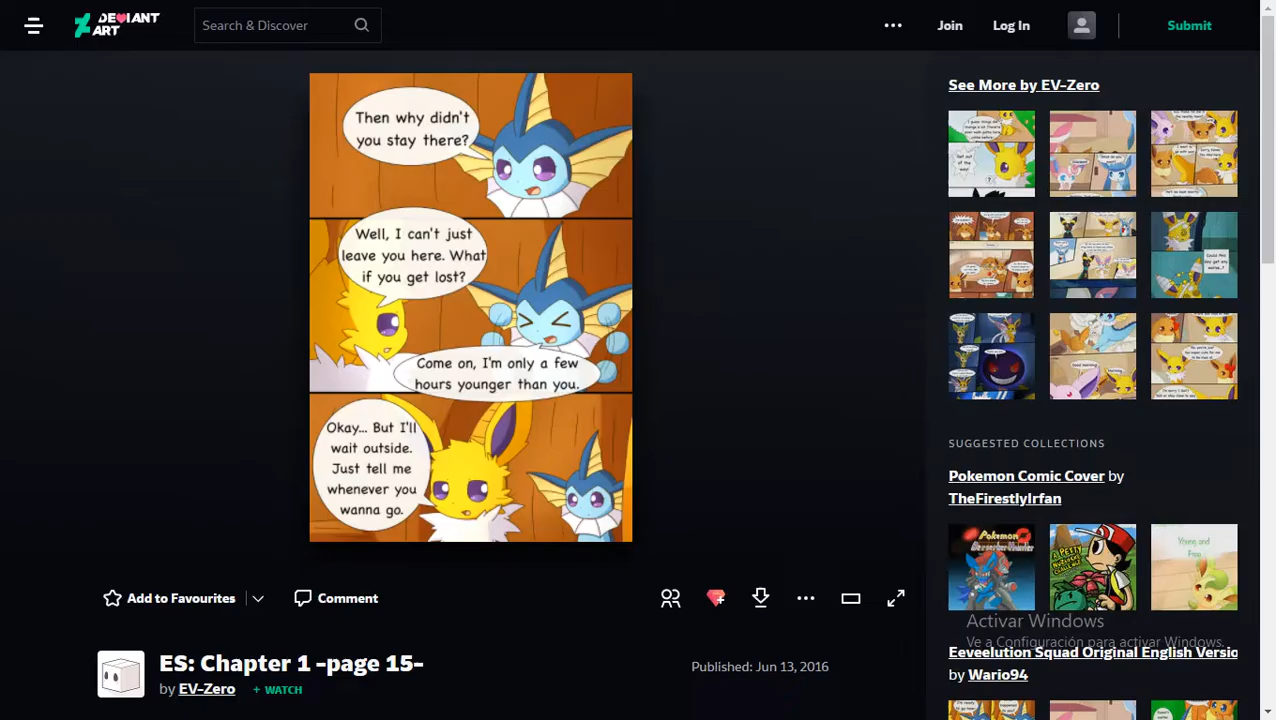 DEVIANT
ART
Search & Discover
Join
Log In
Submit
Then why didn't
you stay there?
Well, I can't just
leave you here. What
if you get lost?
Come on, I'm only a few
hours younger than you.
Okay... But I'll
wait outside.
Just tell me
whenever you
wanna go.
Add to Favourites
Comment
ES: Chapter 1 -page 15-
by EV-Zero
+ WATCH
Published: Jun 13, 2016
See More by EV-Zero
SUGGESTED COLLECTIONS
Pokemon Comic Cover by
TheFirstlyIrfan
Young and
Free
Activar Windows
Ve a Configuración para activar Windows.
Eeveelution Squad Original English Versio
by Wario94